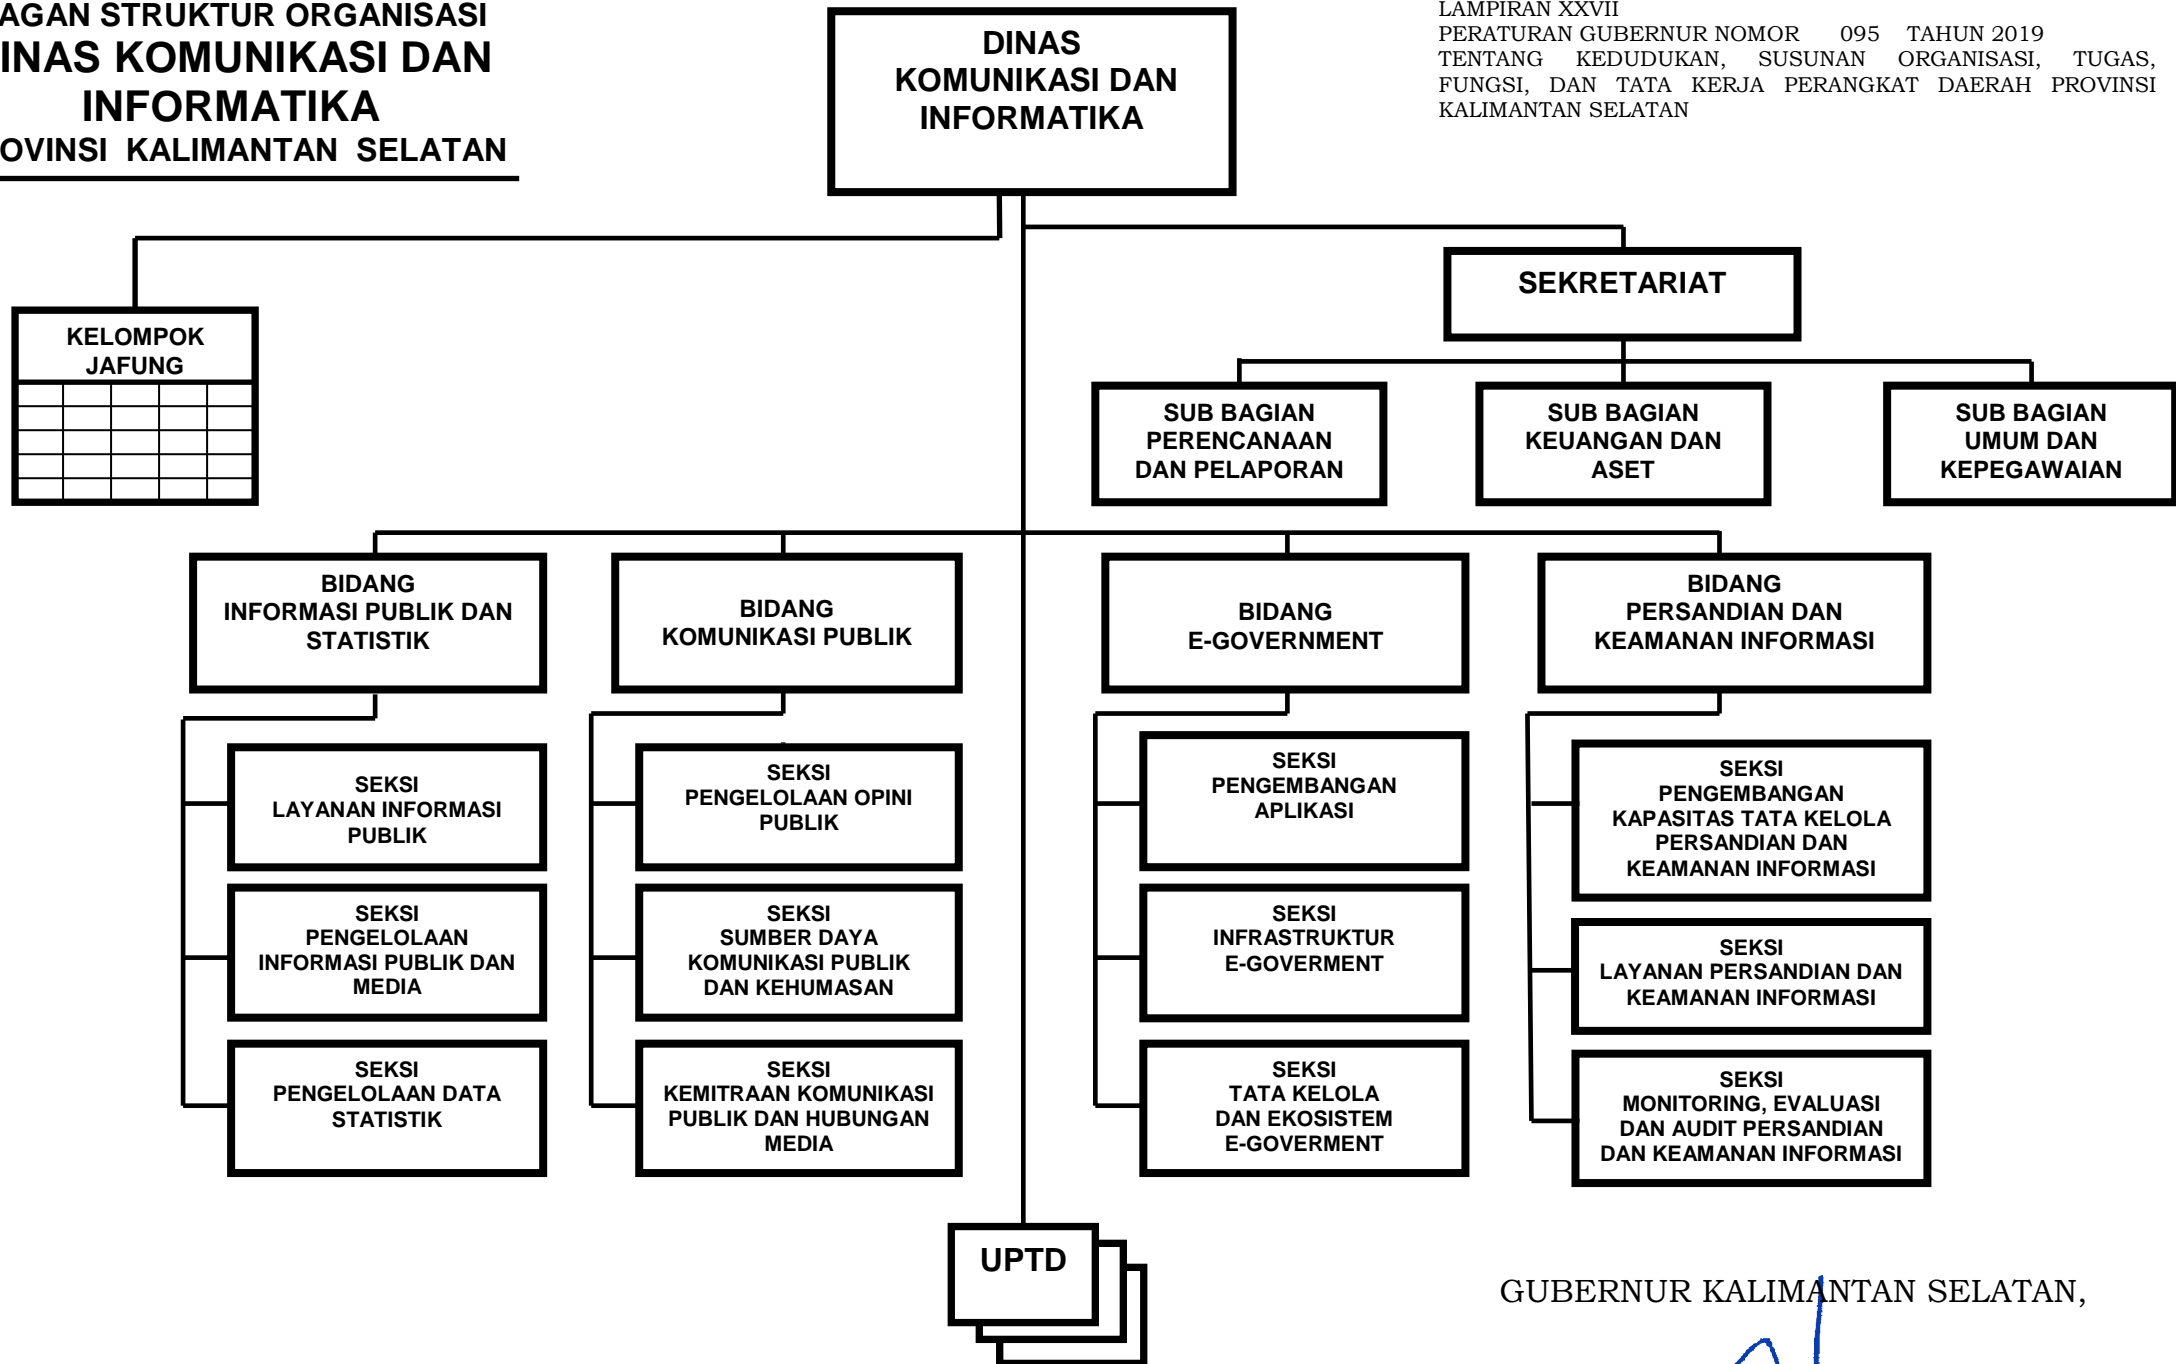 AGAN STRUKTUR ORGANISASI
INAS KOMUNIKASI DAN
INFORMATIKA
OVINSI KALIMANTAN SELATAN
DINAS
KOMUNIKASI DAN
INFORMATIKA
LAMPIRAN XXVII
PERATURAN GUBERNUR NOMOR 095 TAHUN 2019
TENTANG KEDUDUKAN, SUSUNAN ORGANISASI, TUGAS,
FUNGSI, DAN TATA KERJA PERANGKAT DAERAH PROVINSI
KALIMANTAN SELATAN
SEKRETARIAT
KELOMPOK
JAFUNG
SUB BAGIAN
PERENCANAAN
DAN PELAPORAN
SUB BAGIAN
KEUANGAN DAN
ASET
SUB BAGIAN
UMUM DAN
KEPEGAWAIAN
BIDANG
INFORMASI PUBLIK DAN
STATISTIK
BIDANG
KOMUNIKASI PUBLIK
BIDANG
E-GOVERNMENT
BIDANG
PERSANDIAN DAN
KEAMANAN INFORMASI
SEKSI
LAYANAN INFORMASI
PUBLIK
SEKSI
PENGELOLAAN OPINI
PUBLIK
SEKSI
PENGEMBANGAN
APLIKASI
SEKSI
PENGEMBANGAN
KAPASITAS TATA KELOLA
PERSANDIAN DAN
KEAMANAN INFORMASI
SEKSI
PENGELOLAAN
INFORMASI PUBLIK DAN
MEDIA
SEKSI
SUMBER DAYA
KOMUNIKASI PUBLIK
DAN KEHUMASAN
SEKSI
INFRASTRUKTUR
E-GOVERMENT
SEKSI
LAYANAN PERSANDIAN DAN
KEAMANAN INFORMASI
SEKSI
PENGELOLAAN DATA
STATISTIK
SEKSI
KEMITRAAN KOMUNIKASI
PUBLIK DAN HUBUNGAN
MEDIA
SEKSI
TATA KELOLA
DAN EKOSISTEM
E-GOVERMENT
SEKSI
MONITORING, EVALUASI
DAN AUDIT PERSANDIAN
DAN KEAMANAN INFORMASI
UPTD
GUBERNUR KALIMANTAN SELATAN,